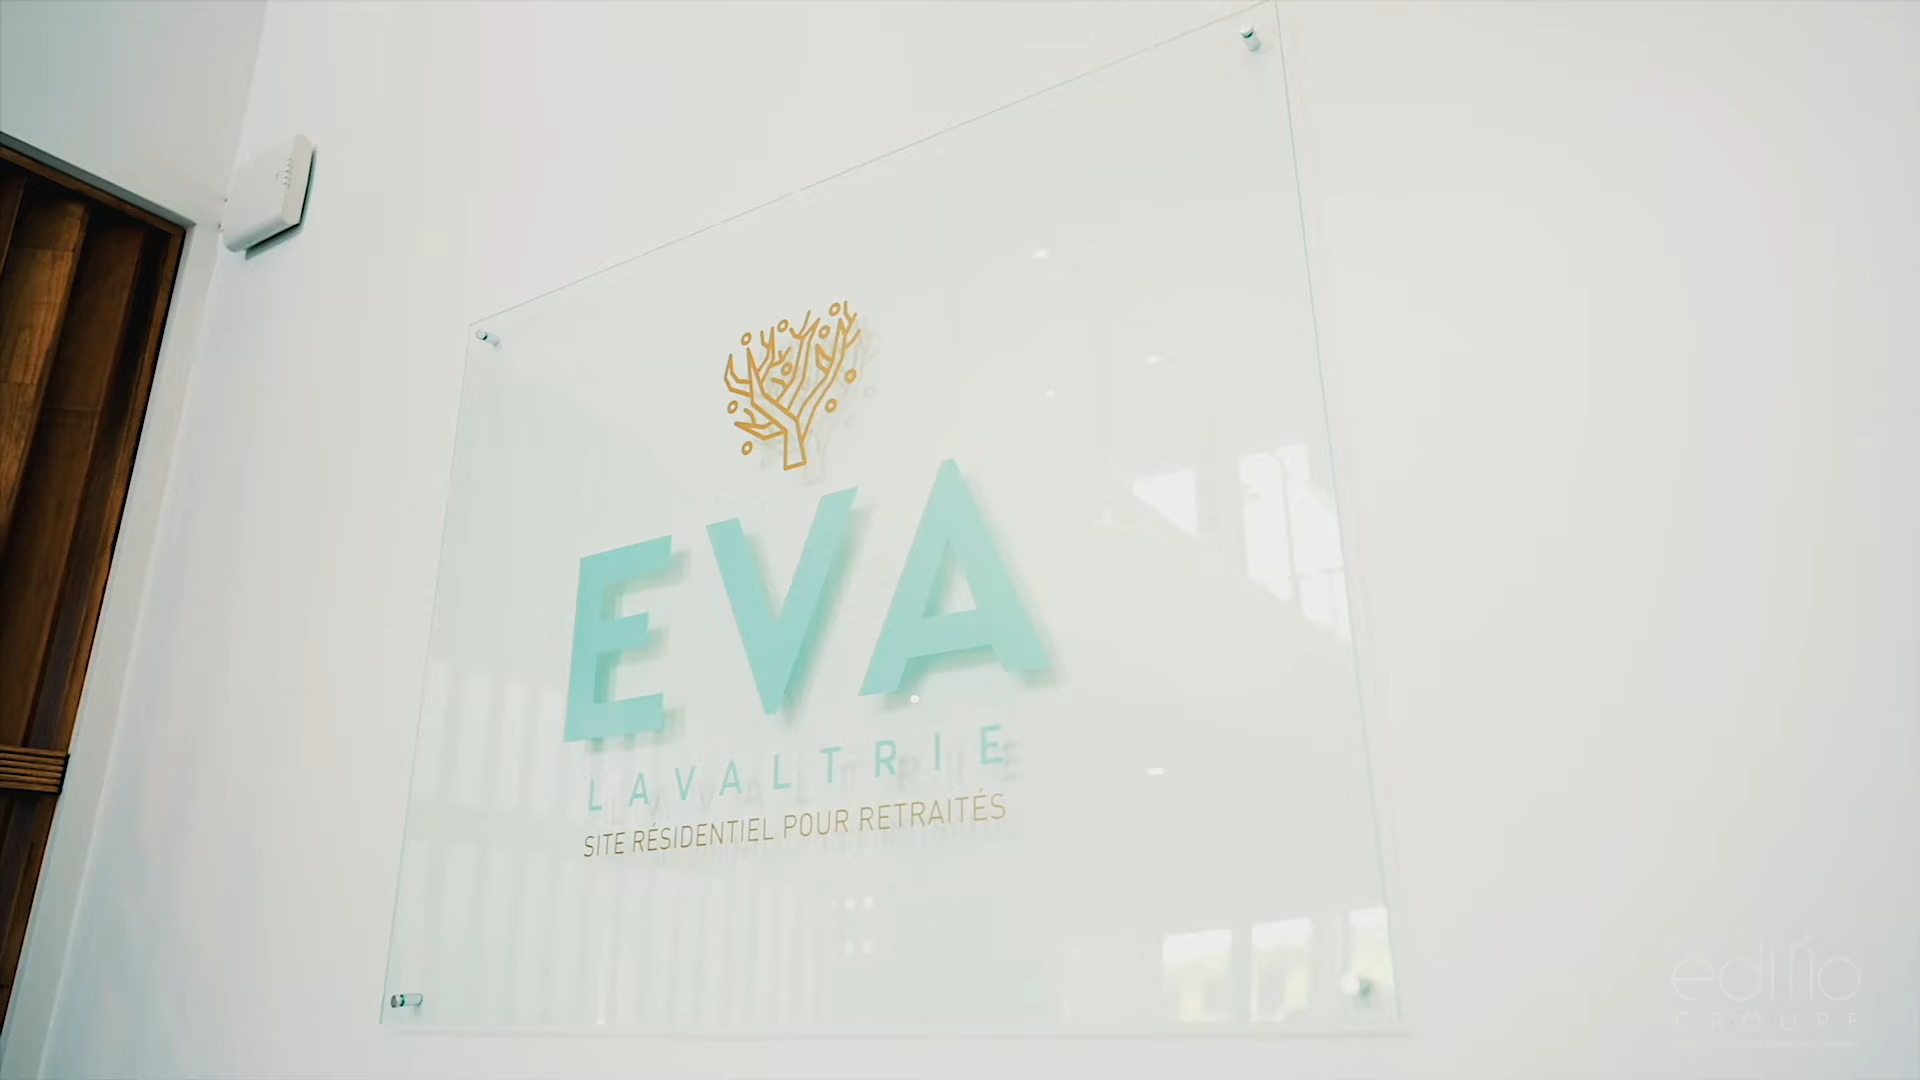 EVA
LAVALTRIE
SITE RÉSIDENTIEL POUR RETRAITÉS
edifio
GROUPE